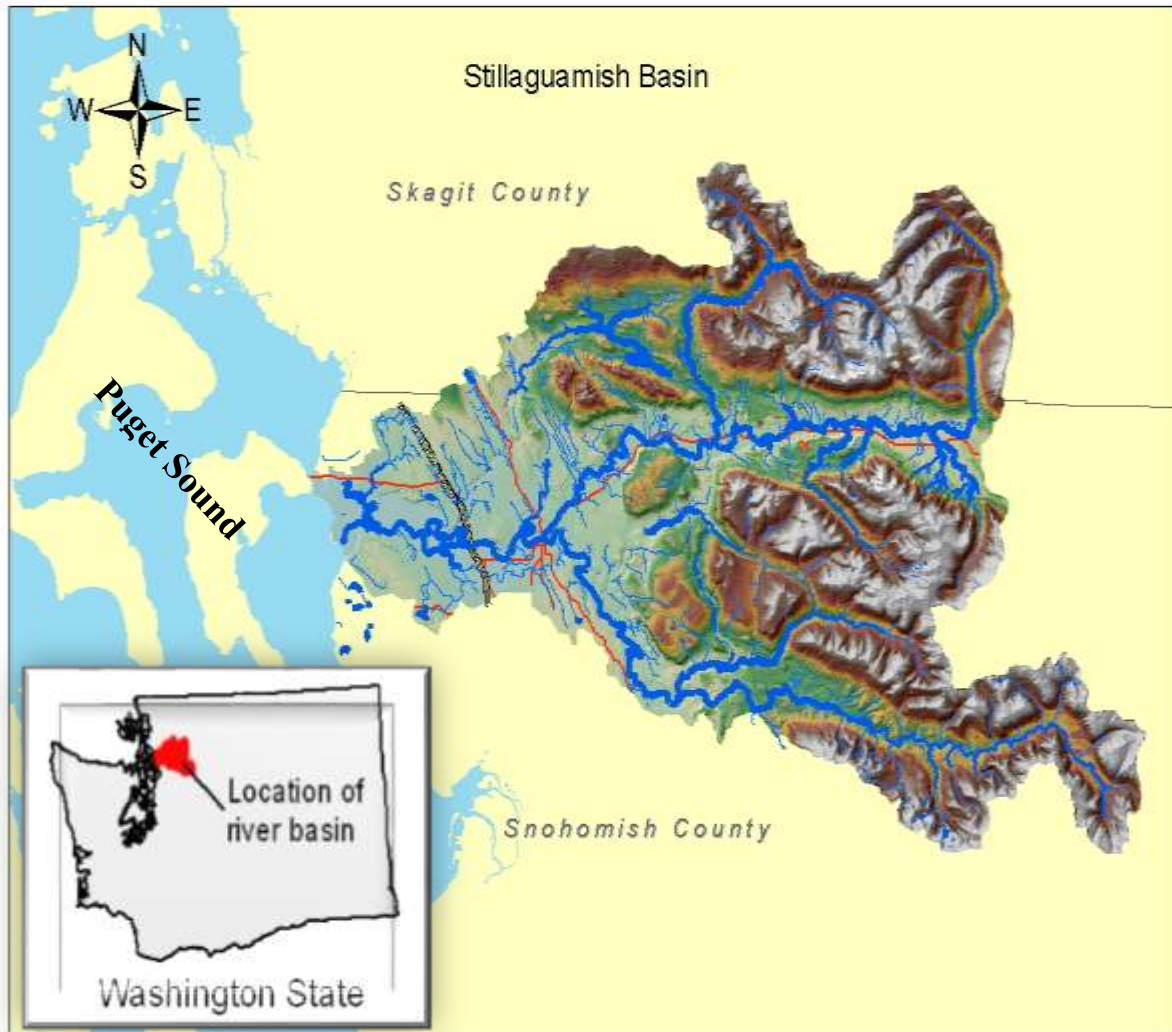 N
W E
S
Stillaguamish Basin
Skagit County
Puget Sound
Location of
river basin
Snohomish County
Washington State